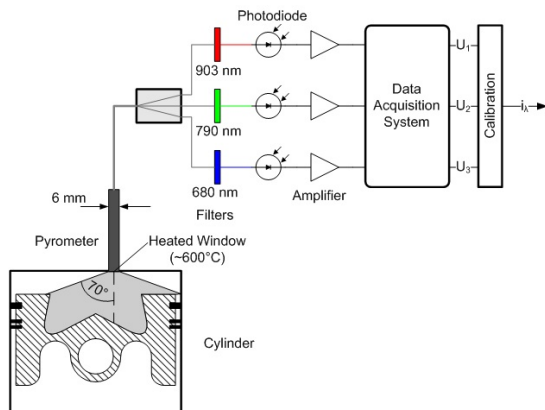 Photodiode
903 nm
790 nm
680 nm
Filters
Amplifier
Data
Acquisition
System
U1
U2
U3
Calibration
iλ
6 mm
Pyrometer
Heated Window
(~600°C)
70°
Cylinder